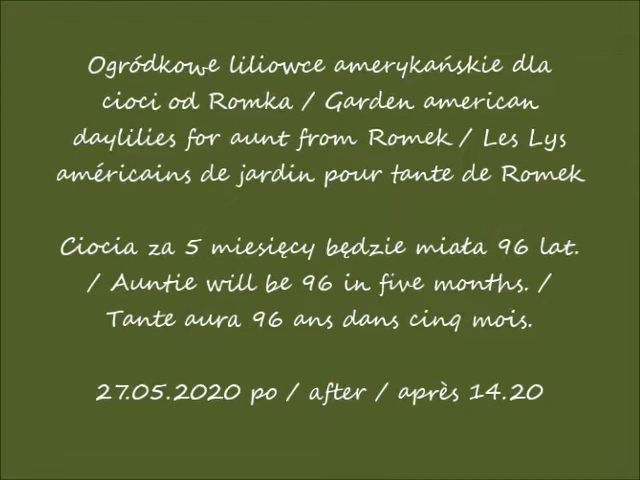 Ogródkowe liliowce amerykańskie dla
cioci od Romka / Garden american
daylilies for aunt from Romek / Les Lys
américains de jardin pour tante de Romek
Ciocia za 5 miesięcy będzie miała 96 lat.
/ Auntie will be 96 in five months. /
Tante aura 96 ans dans cinq mois.
27.05.2020 po / after / après 14.20